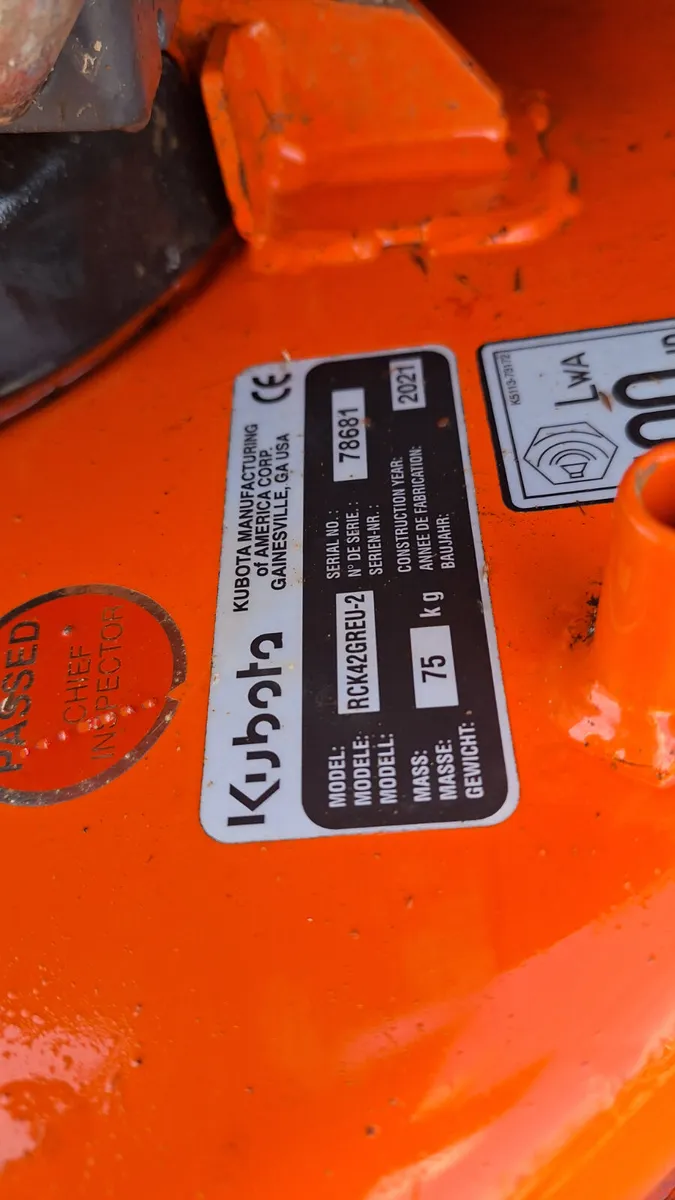 Kubota
KUBOTA MANUFACTURING
of AMERICA CORP.
GAINESVILLE, GA USA
CE
MODEL:
MODELE:
MODELL:
RCK42GREU-2
SERIAL NO. :
N° DE SERIE. :
SERIEN-NR. :
78681
MASS:
MASSE:
GEWICHT:
75 kg
CONSTRUCTION YEAR:
ANNEE DE FABRICATION:
BAUJAHR:
2021
PASSED
CHIEF
INSPECTOR
K5113-79172
LWA